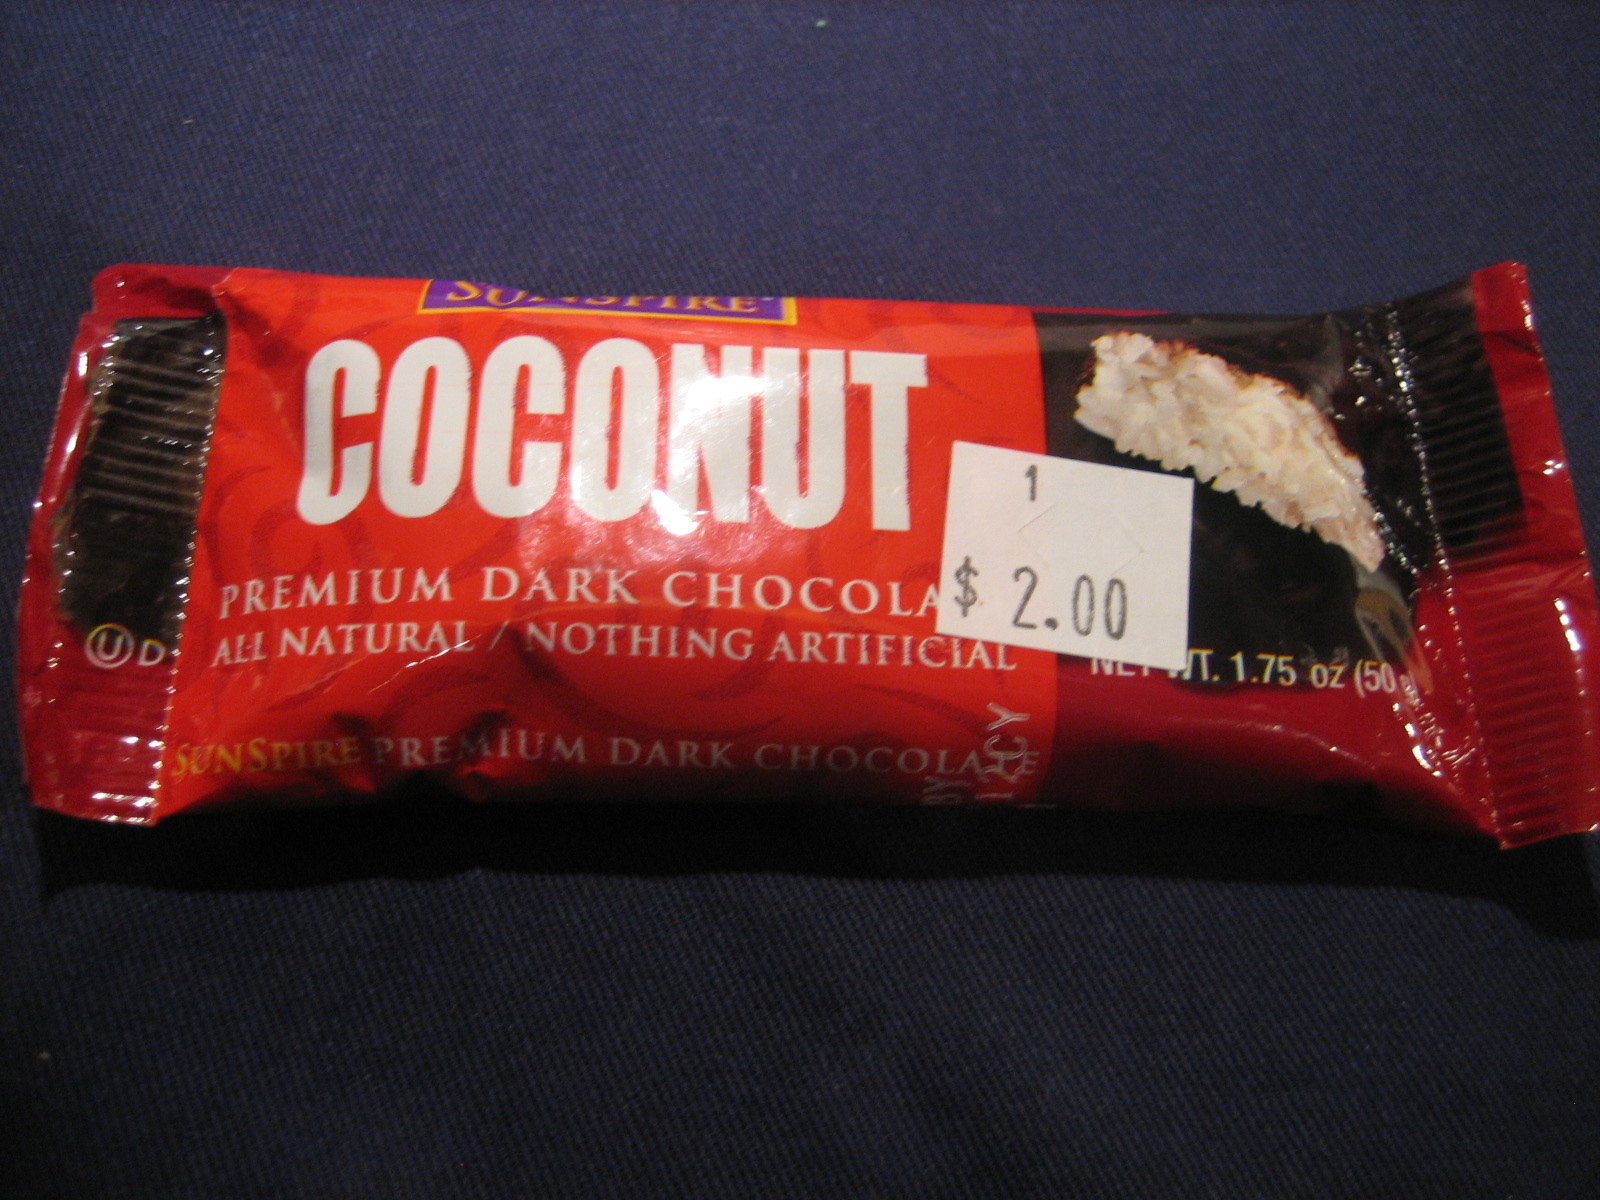 SUNSPIRE
COCONUT
1
$ 2.00
PREMIUM DARK CHOCOLA
ALL NATURAL / NOTHING ARTIFICIAL
NET WT. 1.75 oz (50 g
U D
SUNSPIRE PREMIUM DARK CHOCOLATE
BY